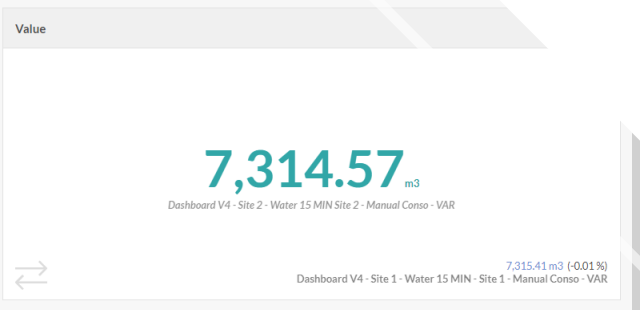 Value
7,314.57 m3
Dashboard V4 - Site 2 - Water 15 MIN Site 2 - Manual Conso - VAR
7,315.41 m3 (-0.01 %)
Dashboard V4 - Site 1 - Water 15 MIN - Site 1 - Manual Conso - VAR